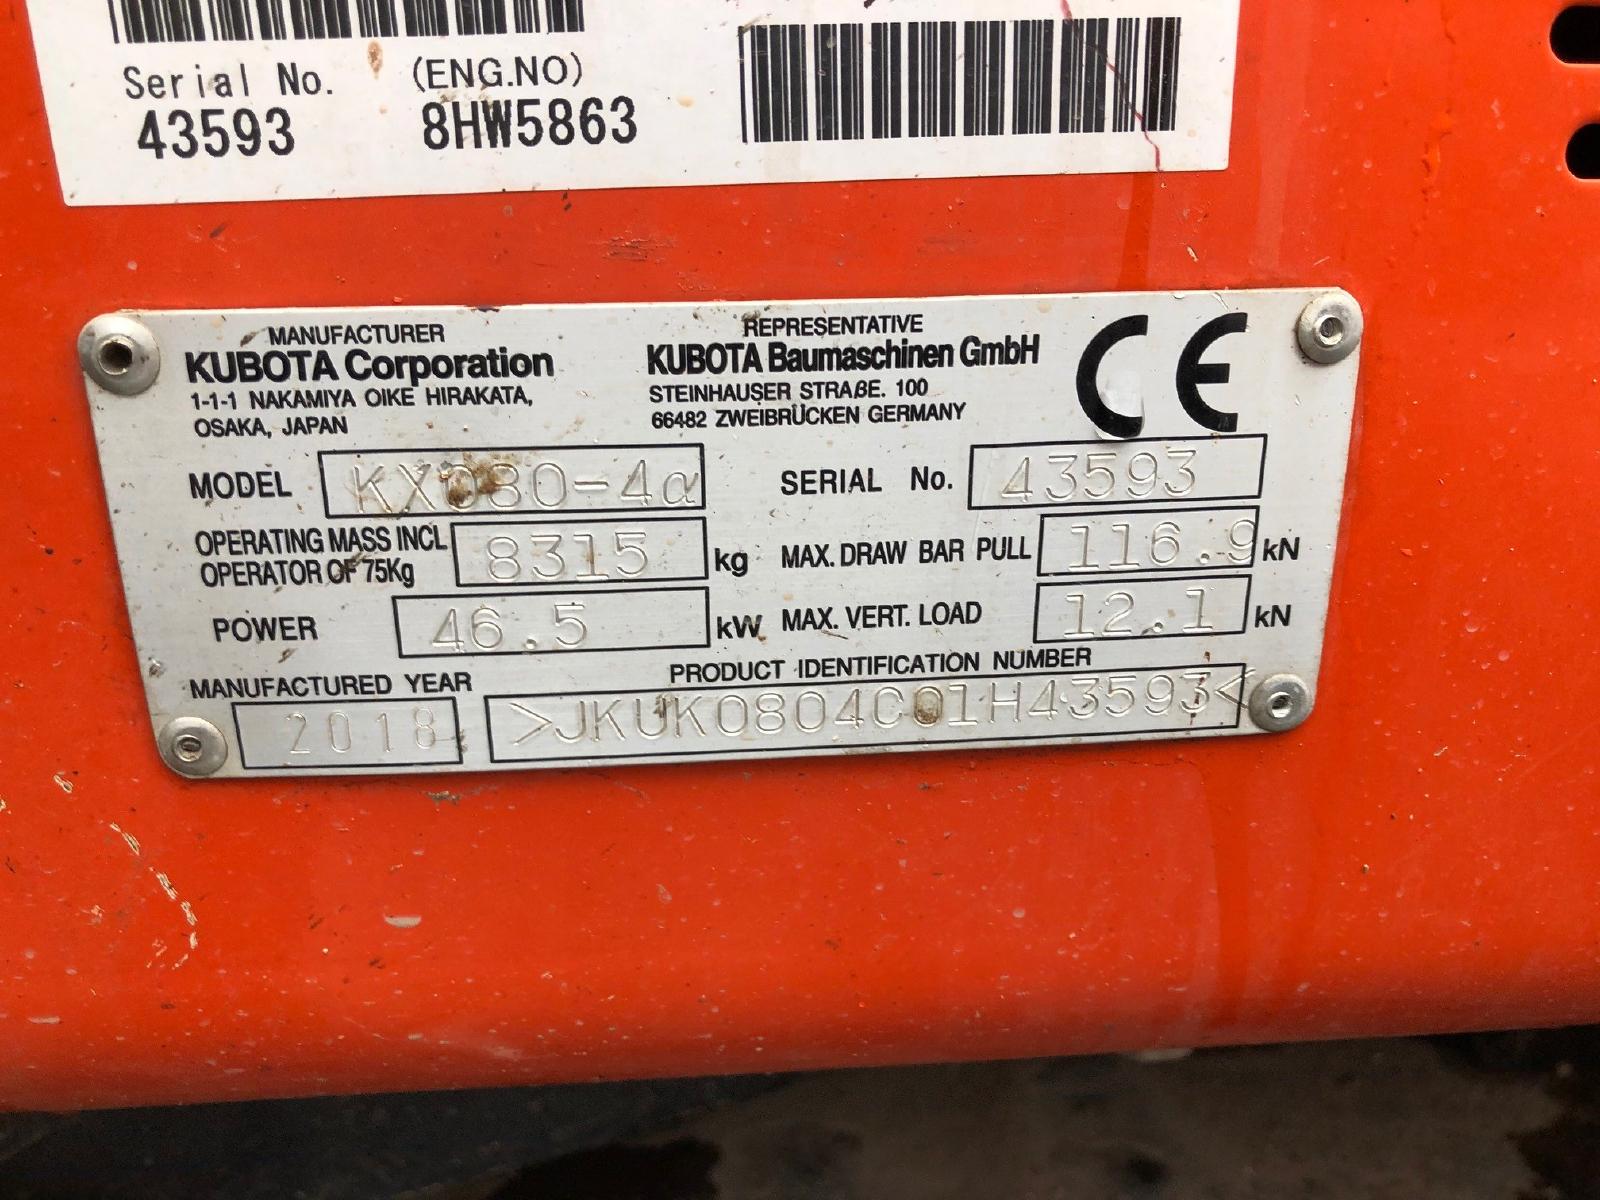 Serial No. (ENG.NO)
43593 8HW5863
MANUFACTURER
KUBOTA Corporation
1-1-1 NAKAMIYA OIKE HIRAKATA,
OSAKA, JAPAN
REPRESENTATIVE
KUBOTA Baumaschinen GmbH
STEINHAUSER STRAßE. 100
66482 ZWEIBRÜCKEN GERMANY
CE
MODEL KX080-4α
SERIAL No. 43593
OPERATING MASS INCL
OPERATOR OF 75Kg 8315 kg
MAX. DRAW BAR PULL 116.9 kN
POWER 46.5 kW
MAX. VERT. LOAD 12.1 kN
MANUFACTURED YEAR
2018
PRODUCT IDENTIFICATION NUMBER
>JKUK0804C01H43593<